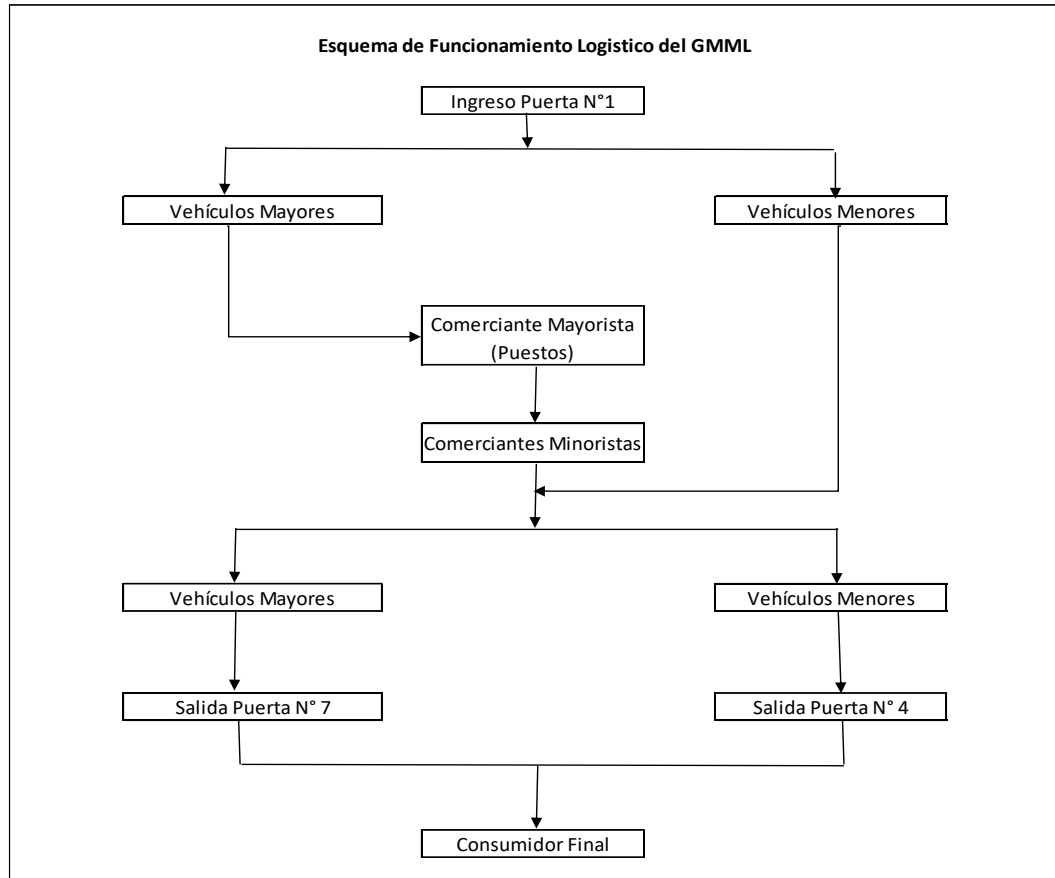 Esquema de Funcionamiento Logistico del GMML
Ingreso Puerta N°1
Vehículos Mayores
Vehículos Menores
Comerciante Mayorista
(Puestos)
Comerciantes Minoristas
Vehículos Mayores
Vehículos Menores
Salida Puerta N° 7
Salida Puerta N° 4
Consumidor Final